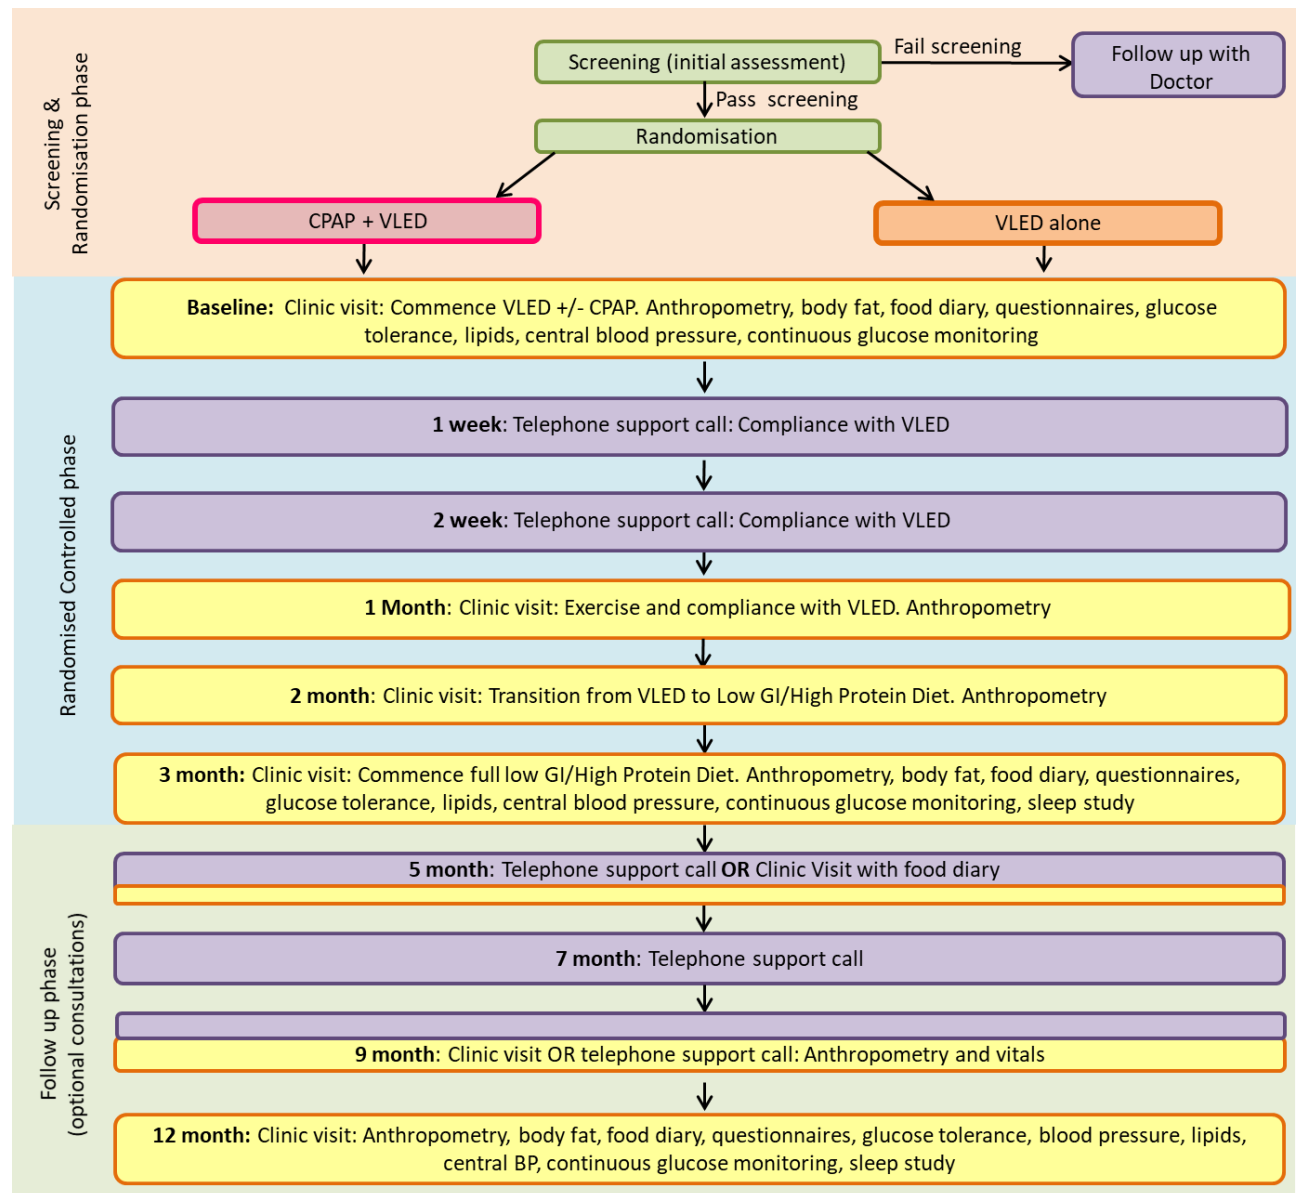 Screening &
Randomisation phase
Screening (initial assessment)
Fail screening
Follow up with
Doctor
Pass screening
Randomisation
CPAP + VLED
VLED alone
Randomised Controlled phase
Baseline: Clinic visit: Commence VLED +/- CPAP. Anthropometry, body fat, food diary, questionnaires, glucose
tolerance, lipids, central blood pressure, continuous glucose monitoring
1 week: Telephone support call: Compliance with VLED
2 week: Telephone support call: Compliance with VLED
1 Month: Clinic visit: Exercise and compliance with VLED. Anthropometry
2 month: Clinic visit: Transition from VLED to Low GI/High Protein Diet. Anthropometry
3 month: Clinic visit: Commence full low GI/High Protein Diet. Anthropometry, body fat, food diary, questionnaires,
glucose tolerance, lipids, central blood pressure, continuous glucose monitoring, sleep study
Follow up phase
(optional consultations)
5 month: Telephone support call OR Clinic Visit with food diary
7 month: Telephone support call
9 month: Clinic visit OR telephone support call: Anthropometry and vitals
12 month: Clinic visit: Anthropometry, body fat, food diary, questionnaires, glucose tolerance, blood pressure, lipids,
central BP, continuous glucose monitoring, sleep study